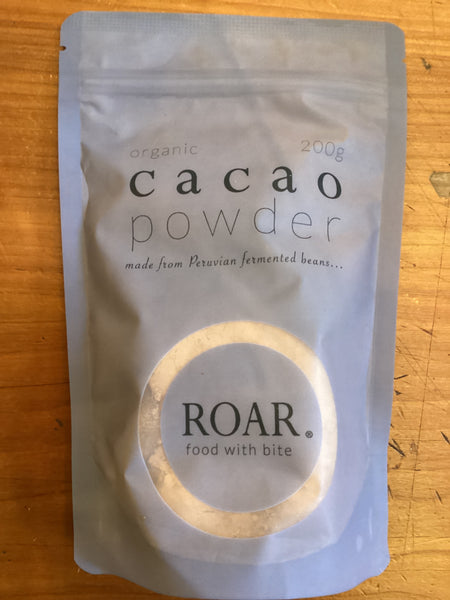 organic 200g
cacao
powder
made from Peruvian fermented beans...
ROAR®
food with bite